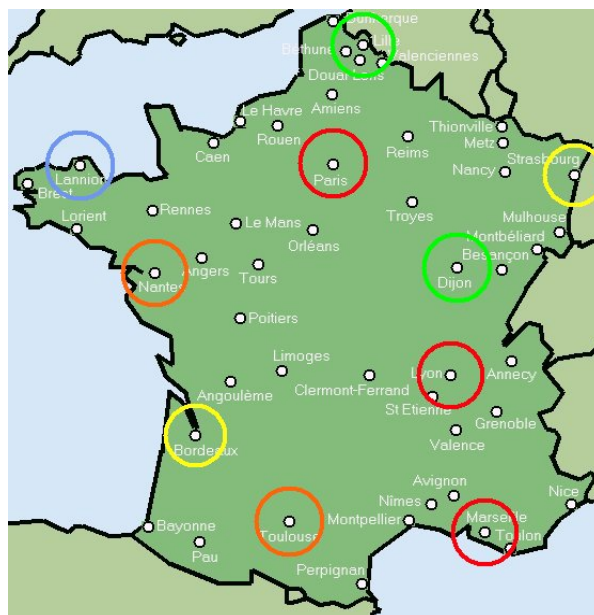 Dunkerque
Lille
Bethune
Valenciennes
Douai Lens
Amiens
Le Havre
Rouen
Thionville
Caen
Reims
Metz
Strasbourg
Lannion
Paris
Nancy
Brest
Lorient
Rennes
Troyes
Le Mans
Mulhouse
Orléans
Montbéliard
Angers
Besançon
Nantes
Tours
Dijon
Poitiers
Limoges
Lyon
Annecy
Angoulême
Clermont-Ferrand
St Etienne
Grenoble
Bordeaux
Valence
Avignon
Nîmes
Nice
Bayonne
Toulouse
Montpellier
Marseille
Toulon
Pau
Perpignan